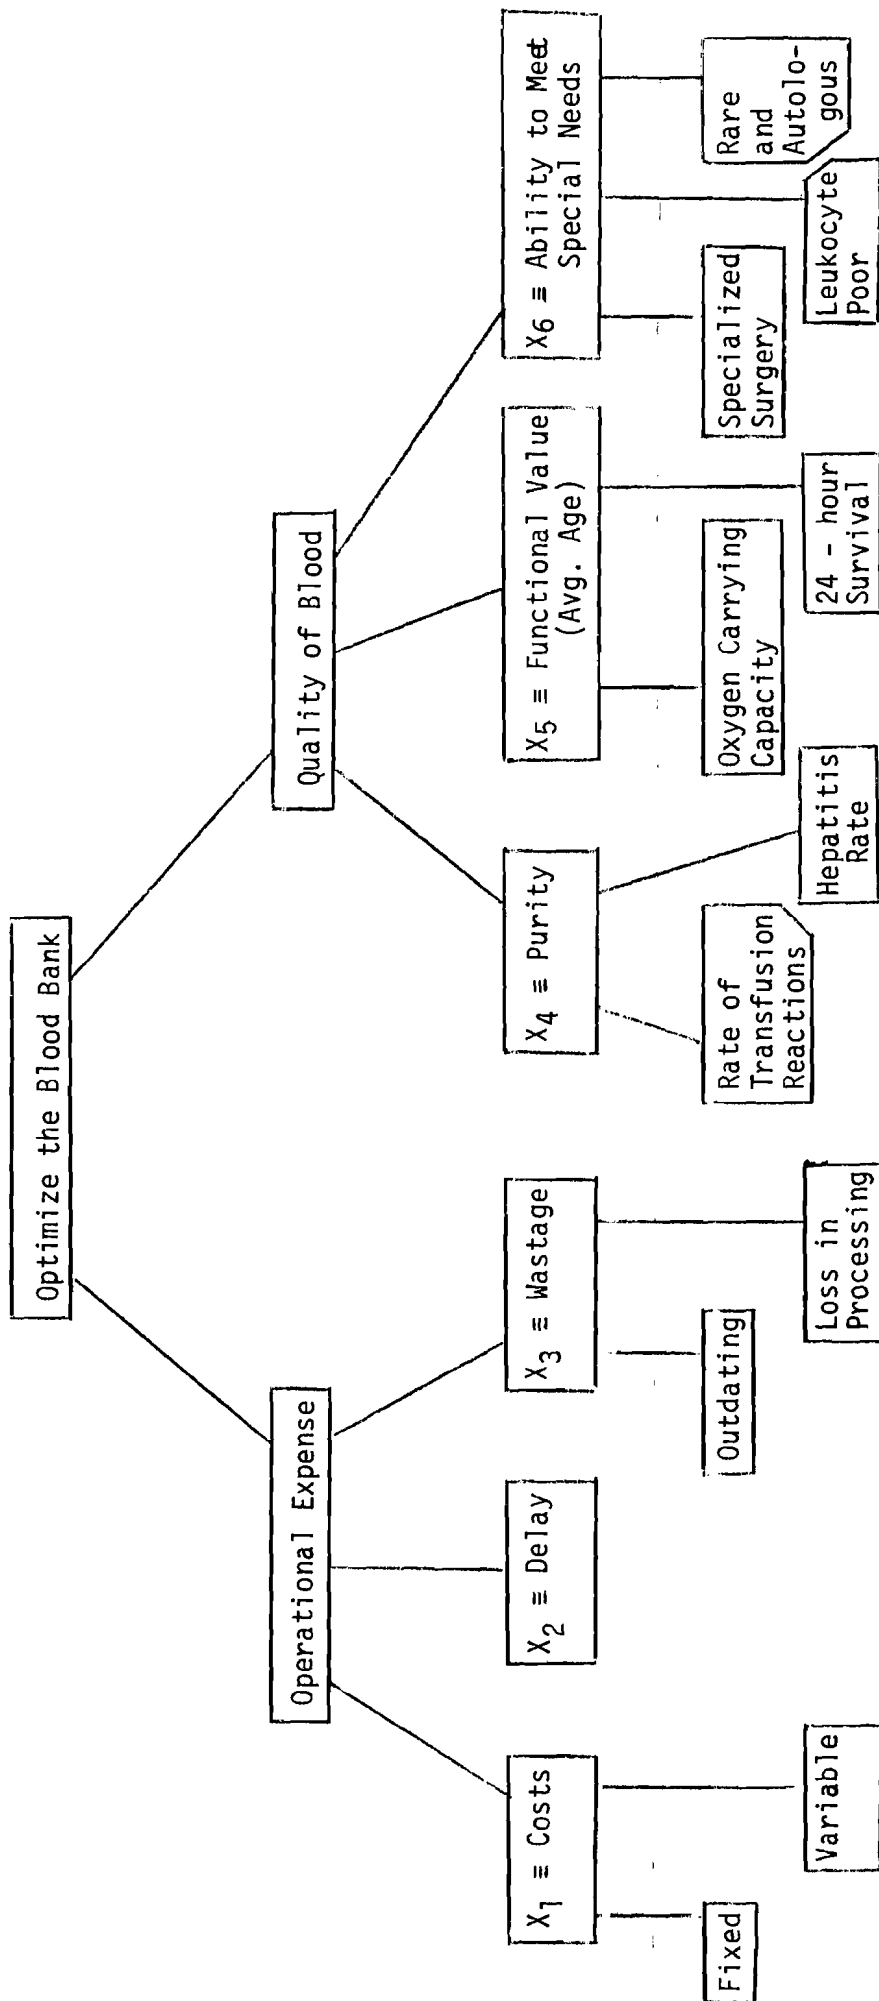 Optimize the Blood Bank
Operational Expense
Quality of Blood
X1 ≡ Costs
X2 ≡ Delay
X3 ≡ Wastage
X4 ≡ Purity
X5 ≡ Functional Value
(Avg. Age)
X6 ≡ Ability to Meet
Special Needs
Fixed
Variable
Outdating
Loss in
Processing
Rate of
Transfusion
Reactions
Hepatitis
Rate
Oxygen Carrying
Capacity
24 - hour
Survival
Specialized
Surgery
Leukocyte
Poor
Rare
and
Autolo-
gous